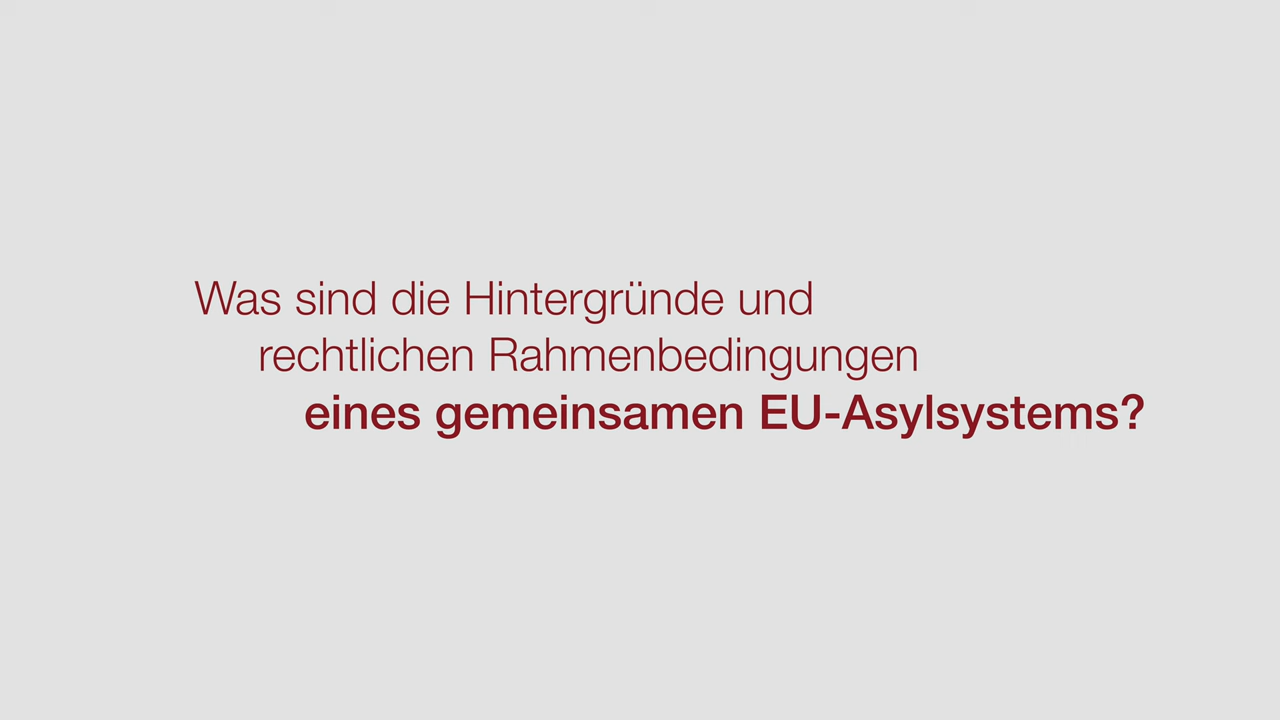 Was sind die Hintergründe und
rechtlichen Rahmenbedingungen
eines gemeinsamen EU-Asylsystems?